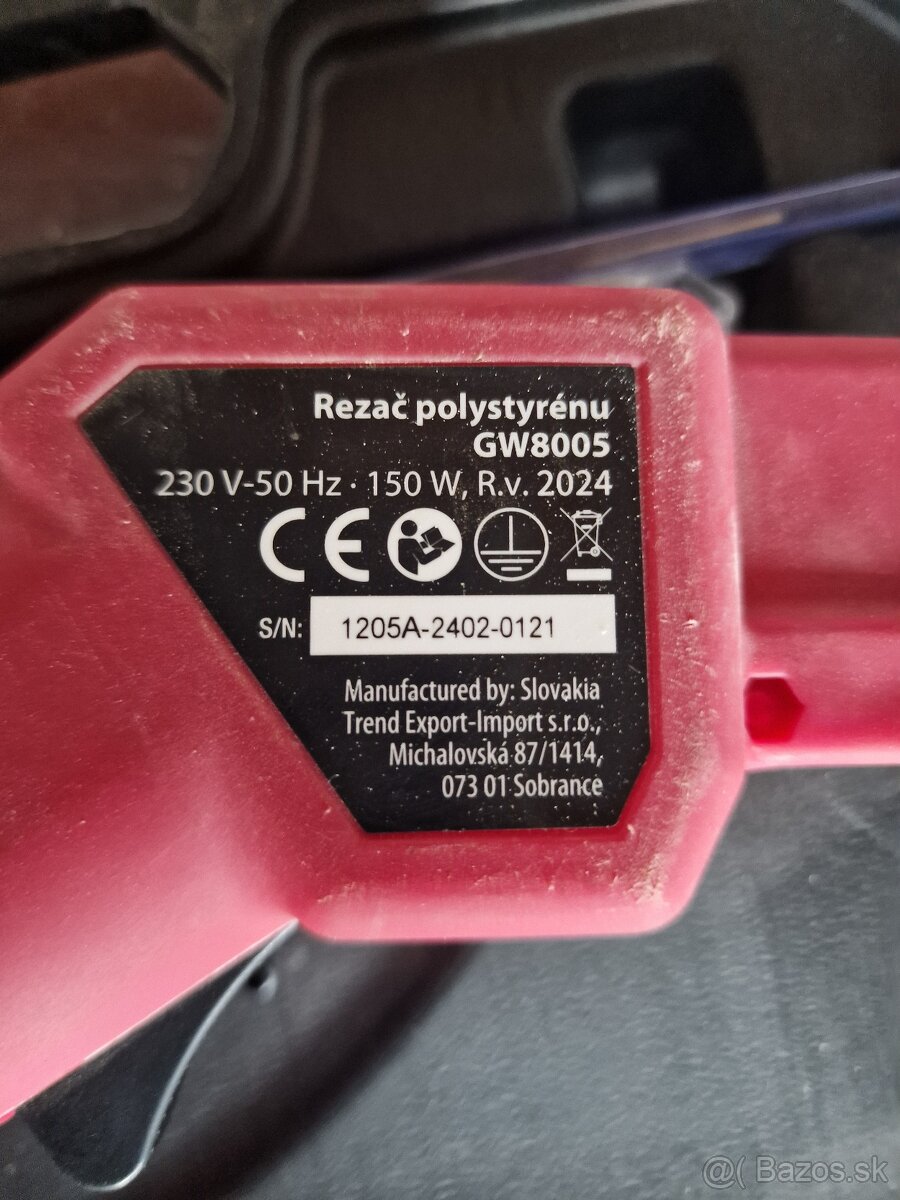 Rezač polystyrénu
GW8005
230 V-50 Hz · 150 W, R.v. 2024
CE
S/N: 1205A-2402-0121
Manufactured by: Slovakia
Trend Export-Import s.r.o.,
Michalovská 87/1414,
073 01 Sobrance
@( Bazos.sk